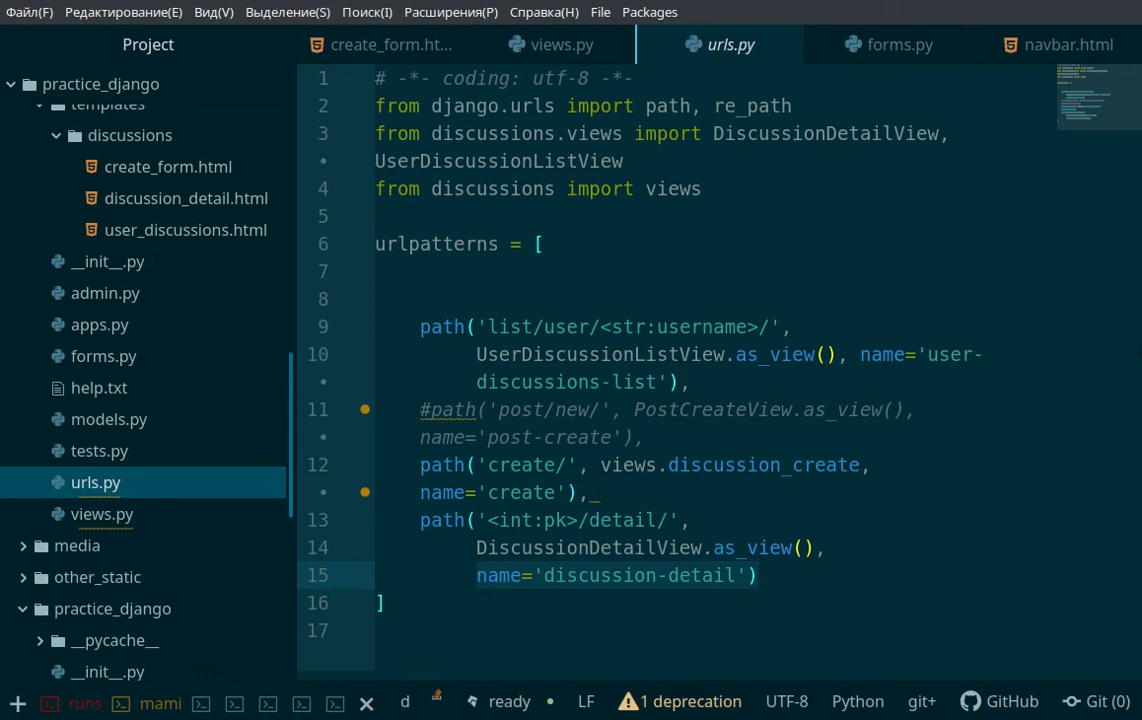 Файл(F) Редактирование(E) Вид(V) Выделение(S) Поиск(I) Расширения(P) Справка(H) File Packages
Project
create_form.ht... views.py urls.py forms.py navbar.html
practice_django
templates
discussions
create_form.html
discussion_detail.html
user_discussions.html
__init__.py
admin.py
apps.py
forms.py
help.txt
models.py
tests.py
urls.py
views.py
media
other_static
practice_django
__pycache__
__init__.py
1 # -*- coding: utf-8 -*-
2 from django.urls import path, re_path
3 from discussions.views import DiscussionDetailView,
• UserDiscussionListView
4 from discussions import views
5
6 urlpatterns = [
7
8
9 path('list/user/<str:username>/',
10 UserDiscussionListView.as_view(), name='user-
• discussions-list'),
11 #path('post/new/', PostCreateView.as_view(),
• name='post-create'),
12 path('create/', views.discussion_create,
• name='create'),
13 path('<int:pk>/detail/',
14 DiscussionDetailView.as_view(),
15 name='discussion-detail')
16 ]
17
runs mami d ready LF 1 deprecation UTF-8 Python git+ GitHub Git (0)